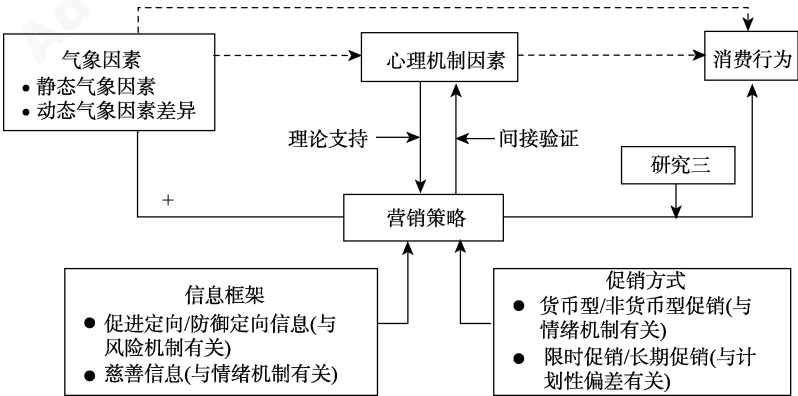 气象因素
● 静态气象因素
● 动态气象因素差异
心理机制因素
消费行为
理论支持
间接验证
研究三
+
营销策略
信息框架
● 促进定向/防御定向信息(与
风险机制有关)
● 慈善信息(与情绪机制有关)
促销方式
● 货币型/非货币型促销(与
情绪机制有关)
● 限时促销/长期促销(与计
划性偏差有关)